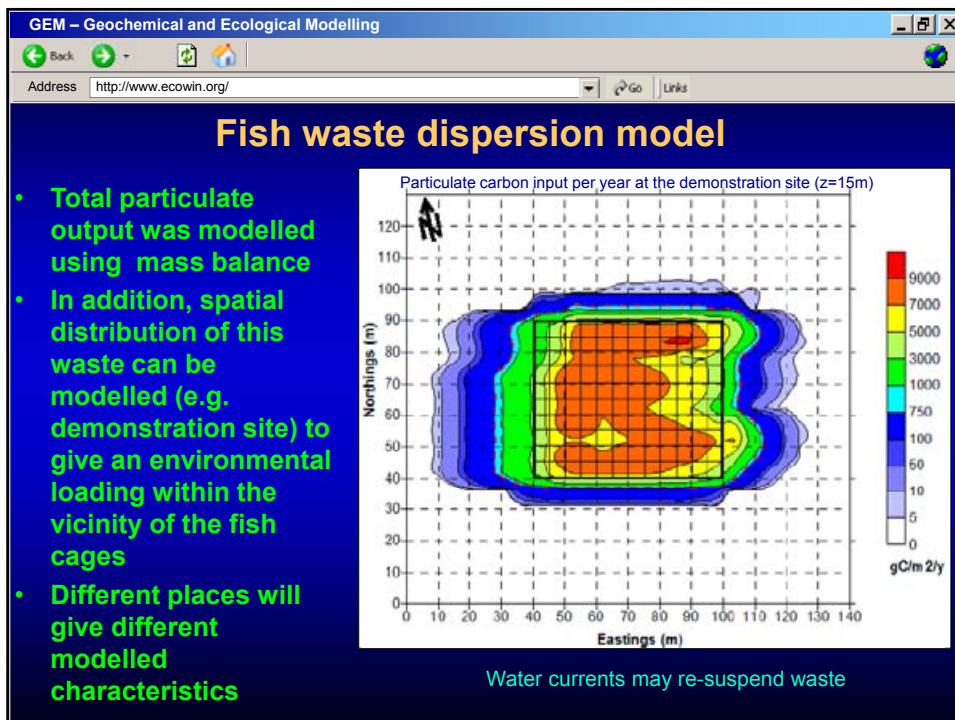 GEM – Geochemical and Ecological Modelling
Back
Address http://www.ecowin.org/ Go Links
Fish waste dispersion model
• Total particulate
output was modelled
using mass balance
• In addition, spatial
distribution of this
waste can be
modelled (e.g.
demonstration site) to
give an environmental
loading within the
vicinity of the fish
cages
• Different places will
give different
modelled
characteristics
Particulate carbon input per year at the demonstration site (z=15m)
N
120
100
90
80
70
60
50
40
30
20
10
0
Northings (m)
0 10 20 30 40 50 60 70 80 90 100 110 120 130 140
Eastings (m)
9000
7000
5000
3000
1000
750
100
50
10
5
0
gC/m 2/y
Water currents may re-suspend waste